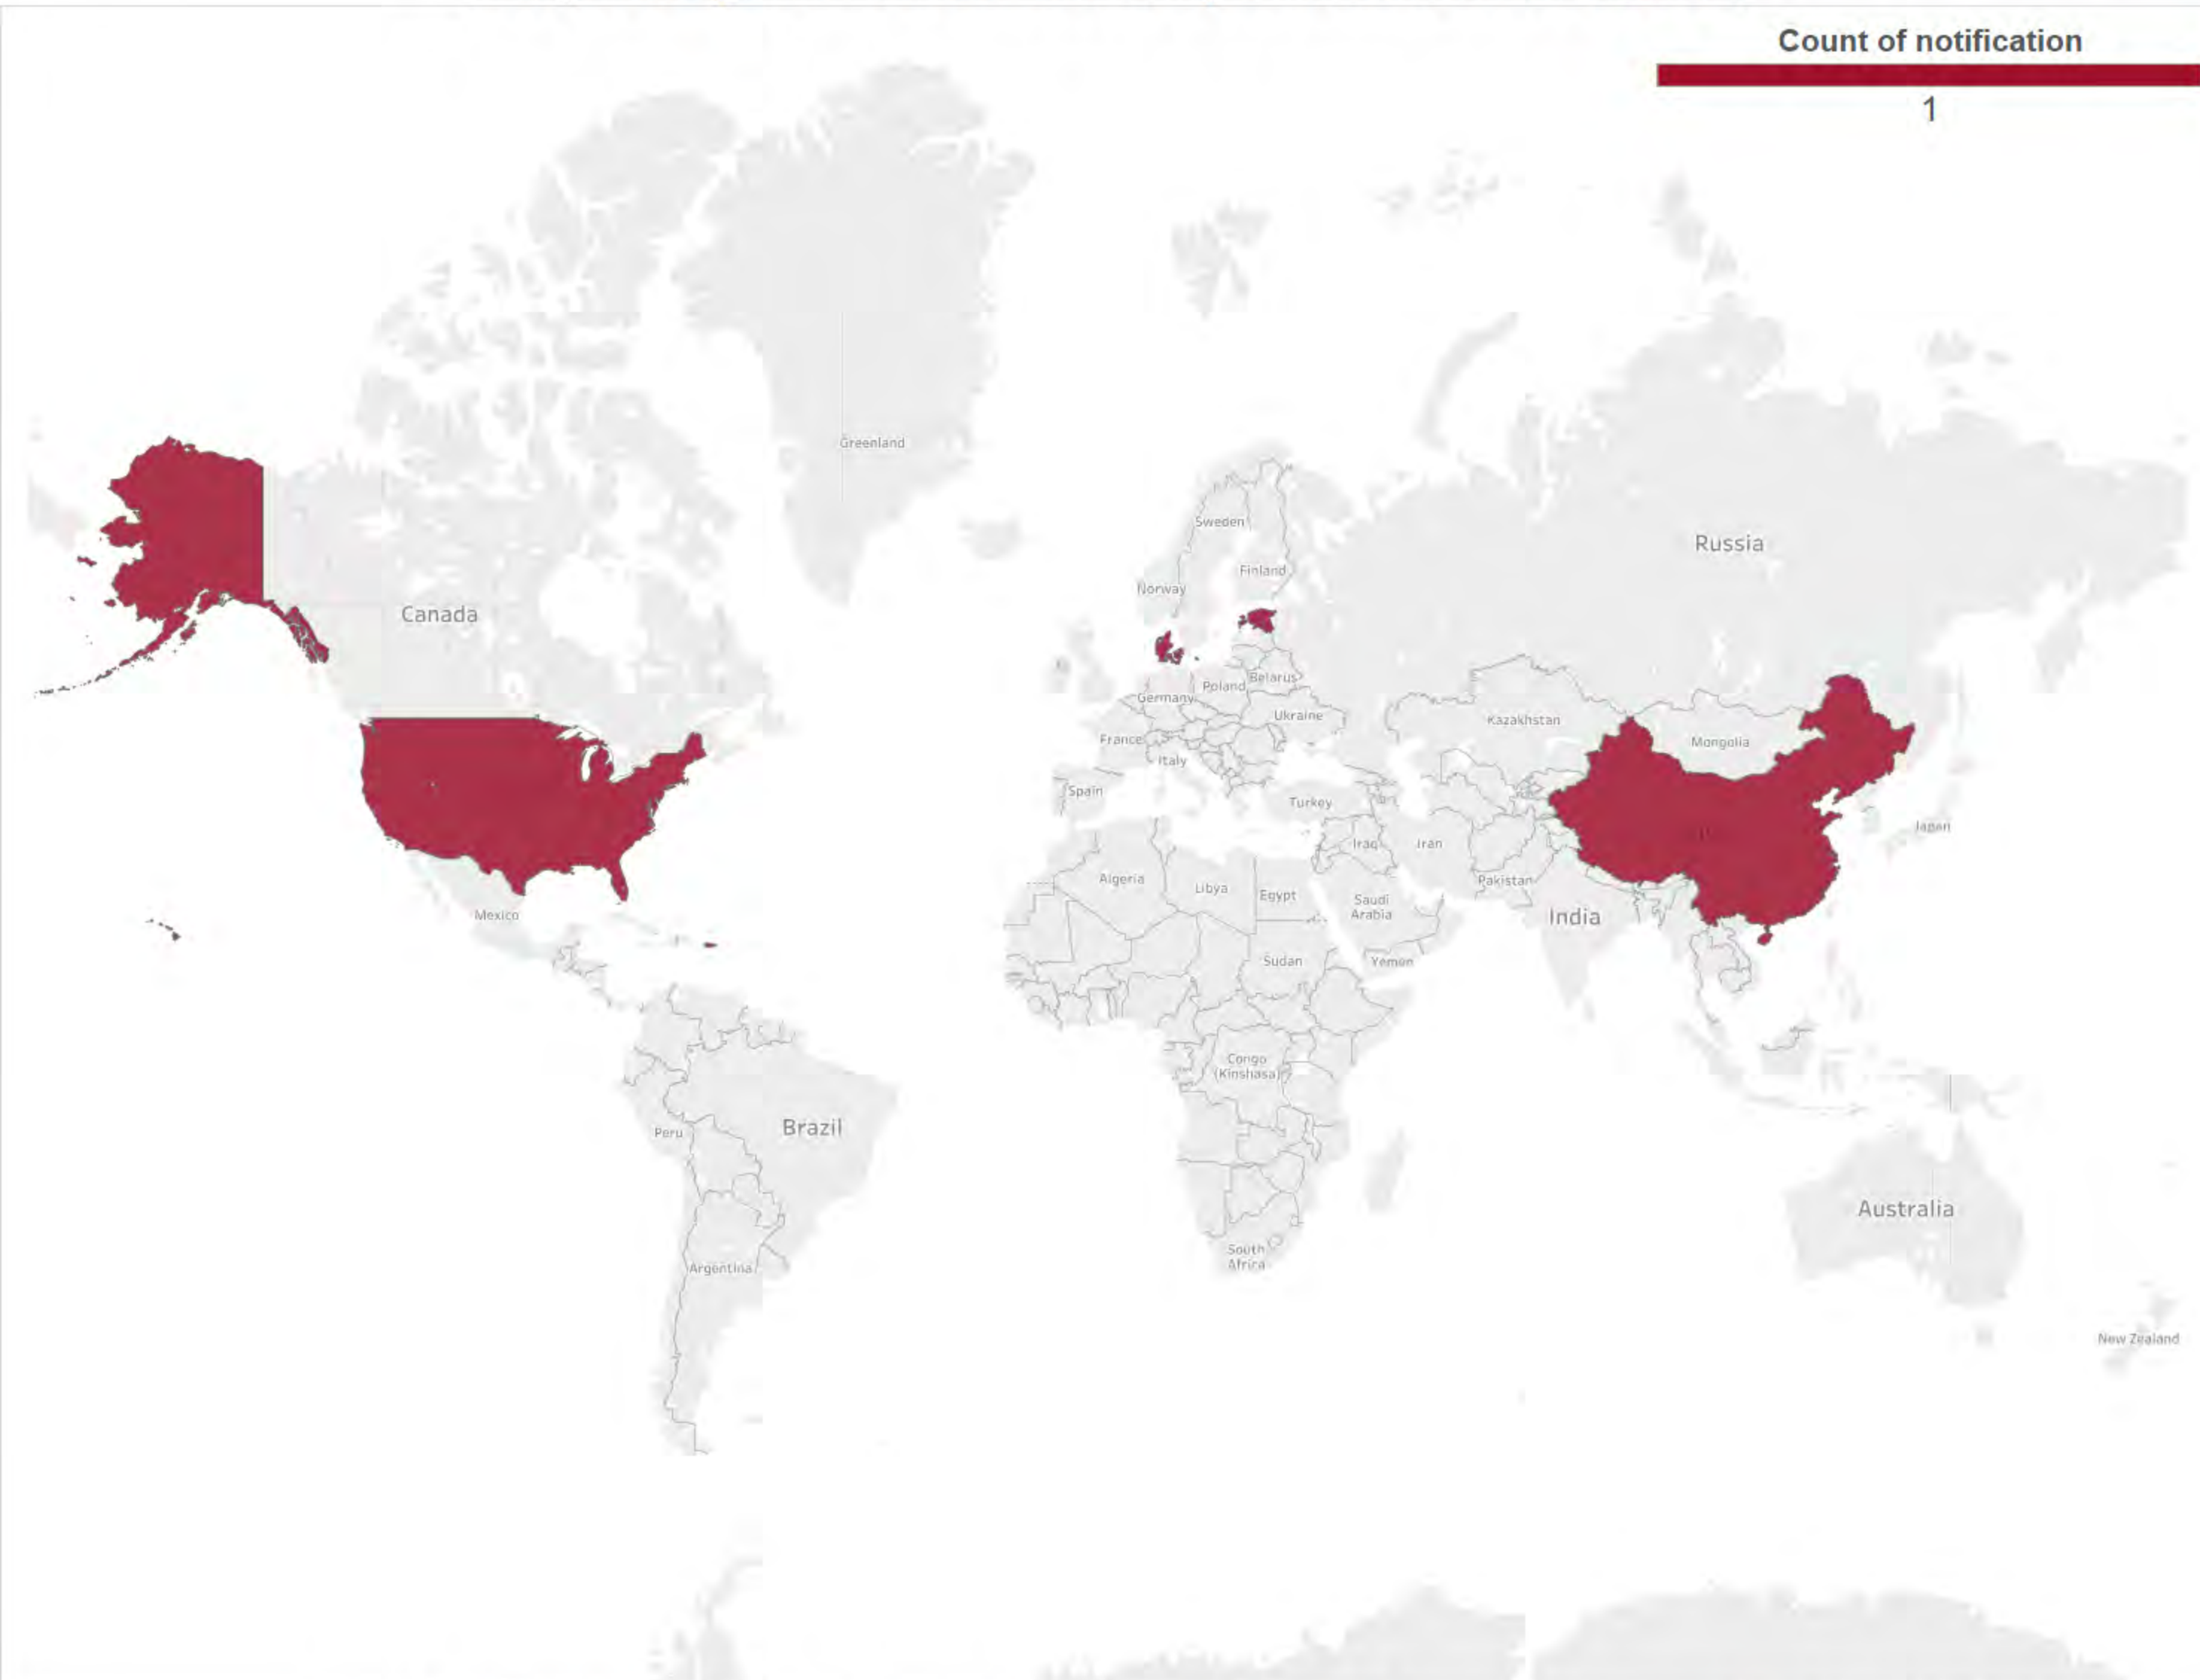 Count of notification
1
Greenland
Sweden
Russia
Finland
Norway
Canada
Belarus
Poland
Germany
Ukraine
Kazakhstan
France
Mongolia
Italy
Spain
Turkey
Japan
Iraq
Iran
Algeria
Pakistan
Libya
Egypt
Saudi
Arabia
Mexico
India
Sudan
Yemen
Congo
(Kinshasa)
Brazil
Peru
Australia
South
Africa
Argentina
New Zealand